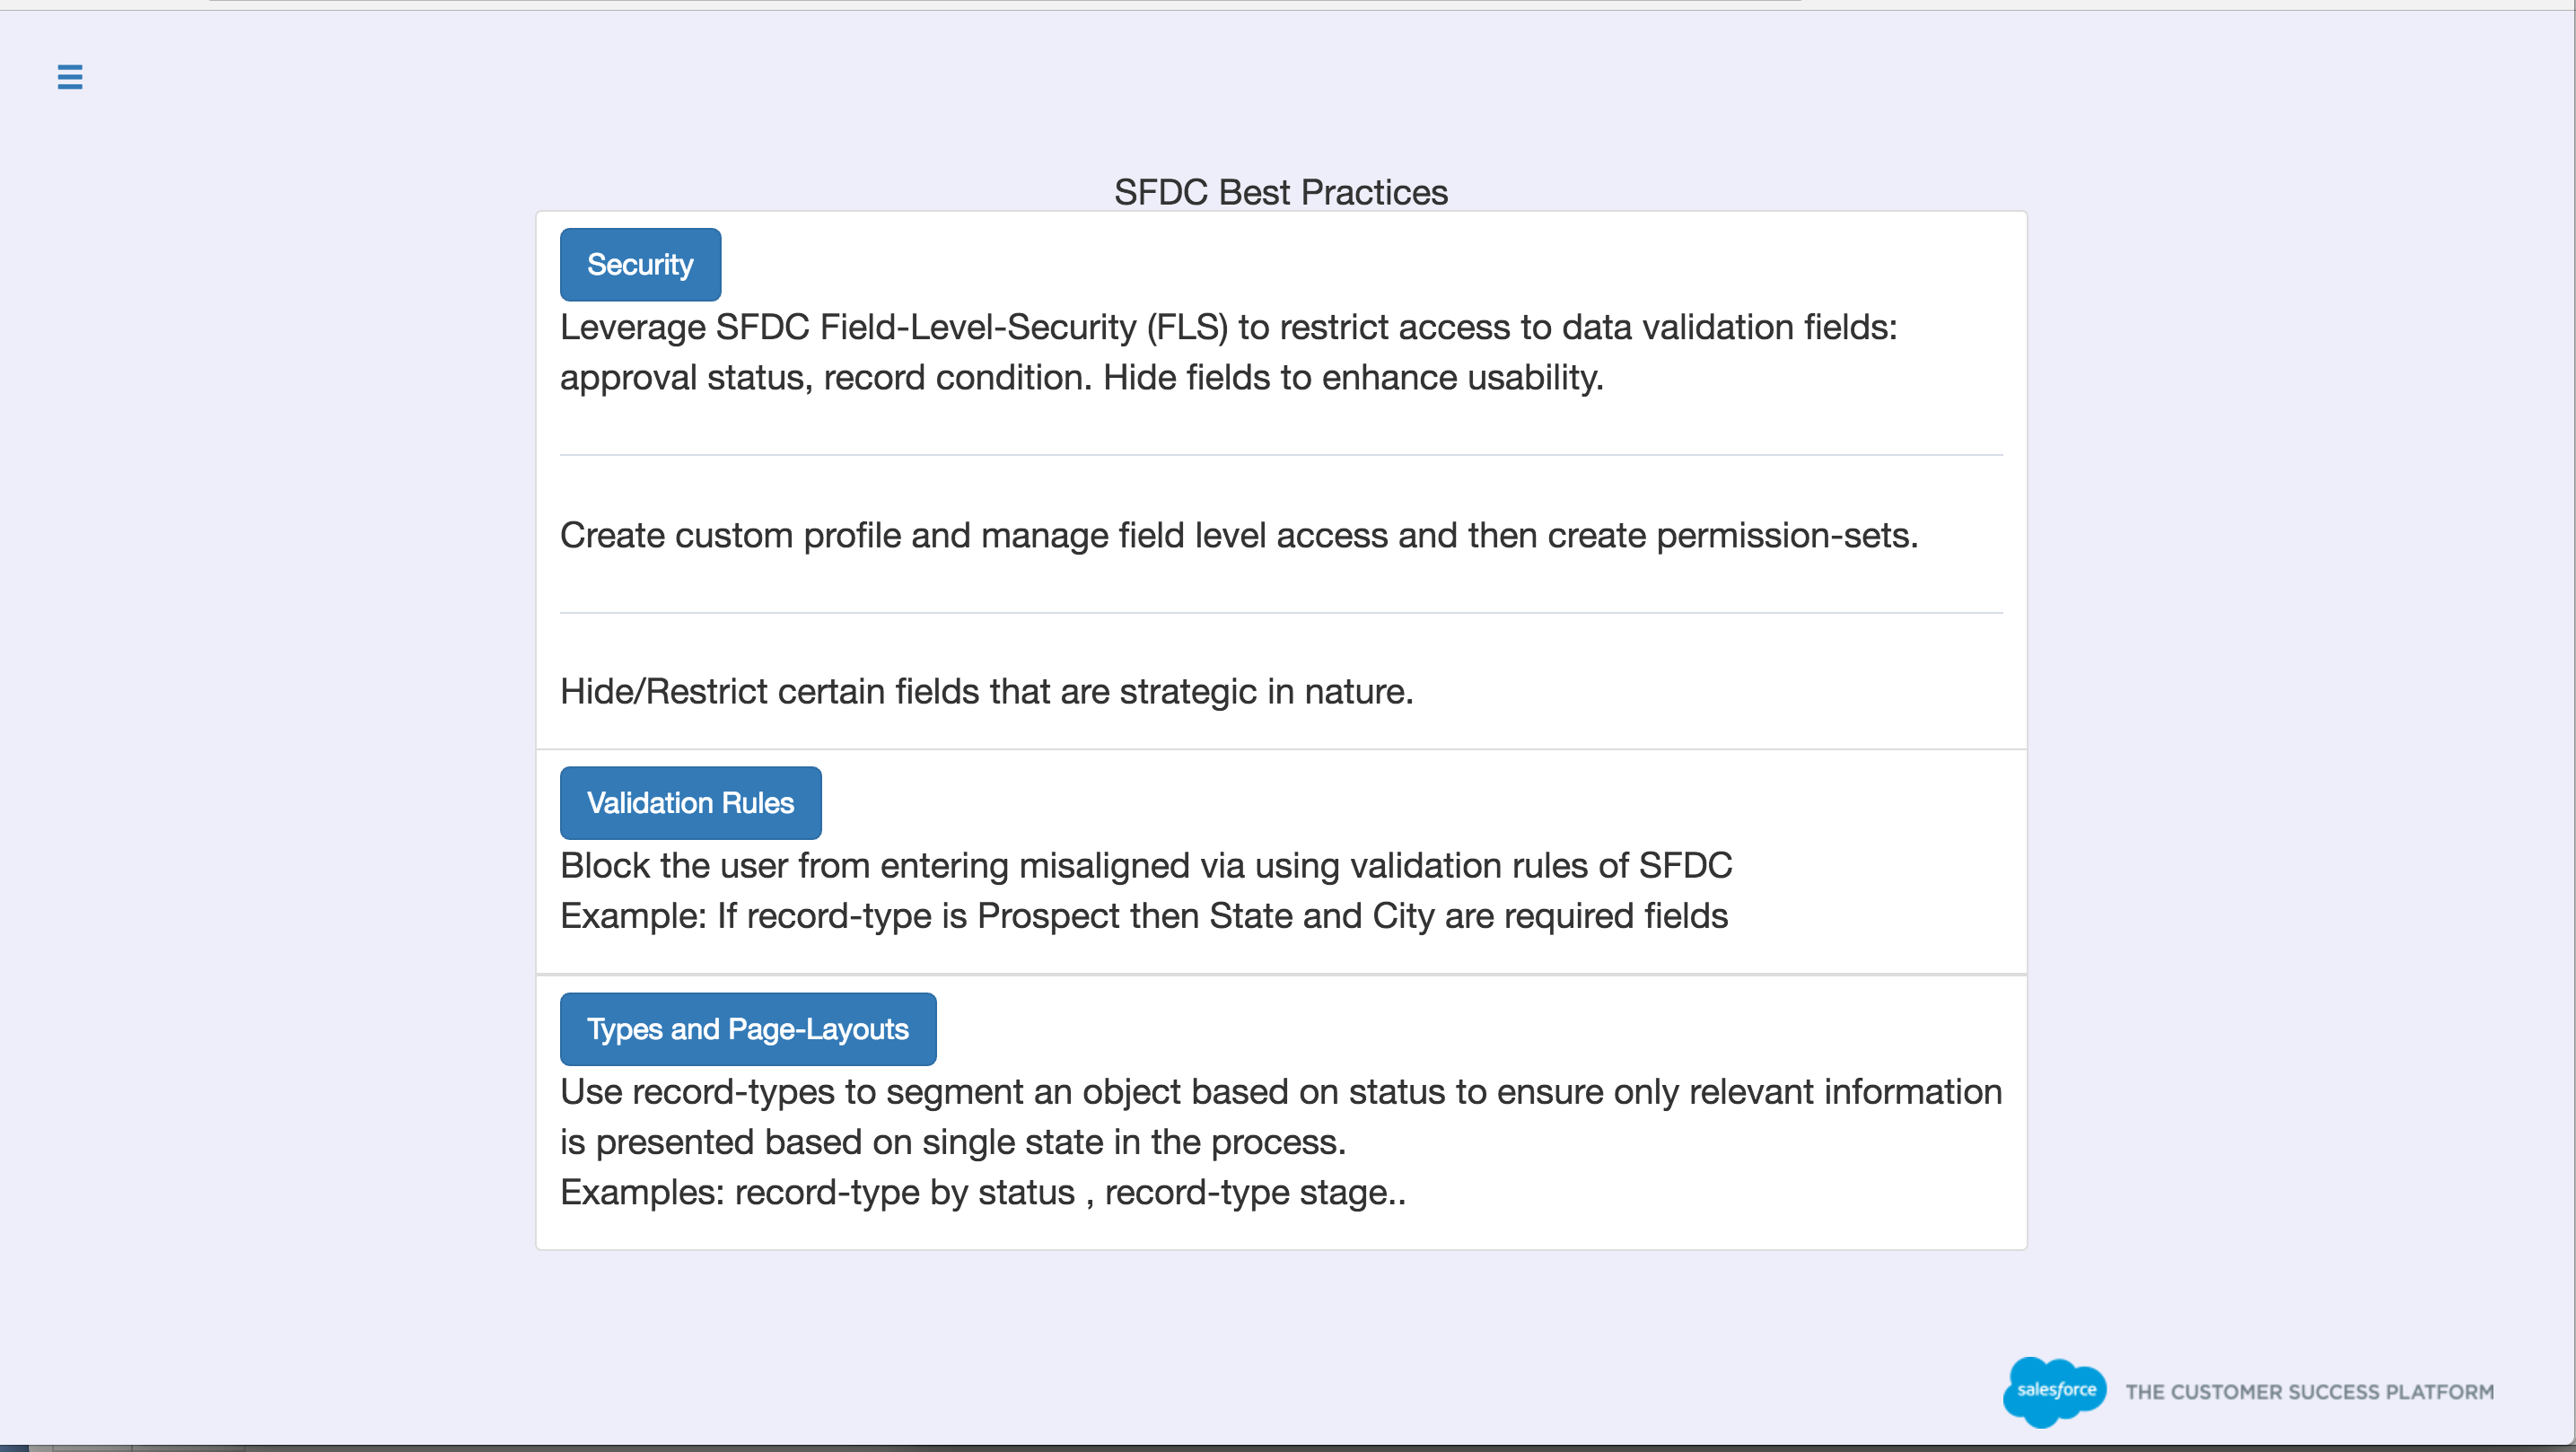 SFDC Best Practices
Security
Leverage SFDC Field-Level-Security (FLS) to restrict access to data validation fields:
approval status, record condition. Hide fields to enhance usability.
Create custom profile and manage field level access and then create permission-sets.
Hide/Restrict certain fields that are strategic in nature.
Validation Rules
Block the user from entering misaligned via using validation rules of SFDC
Example: If record-type is Prospect then State and City are required fields
Types and Page-Layouts
Use record-types to segment an object based on status to ensure only relevant information
is presented based on single state in the process.
Examples: record-type by status , record-type stage..
salesforce THE CUSTOMER SUCCESS PLATFORM